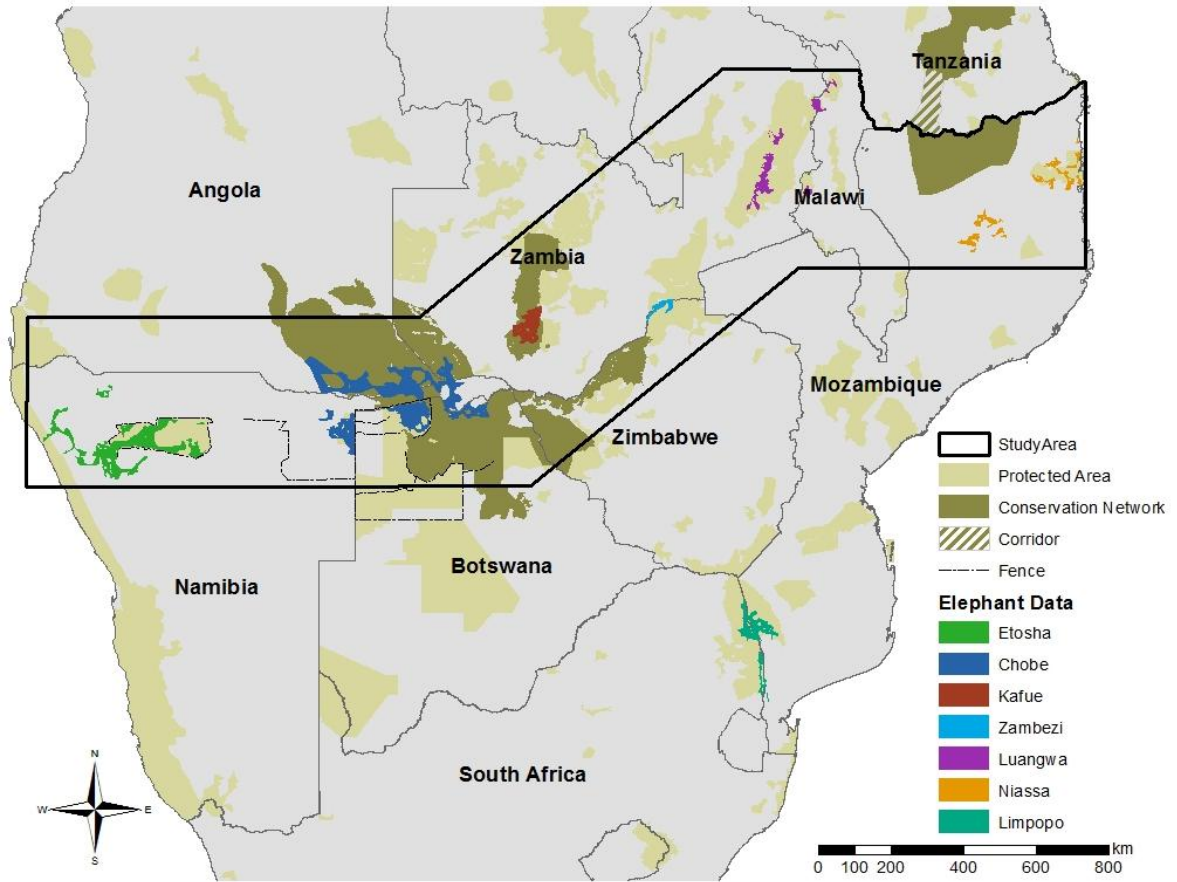 Tanzania
Angola
Malawi
Zambia
Mozambique
Zimbabwe
Botswana
Namibia
South Africa
StudyArea
Protected Area
Conservation Network
Corridor
Fence
Elephant Data
Etosha
Chobe
Kafue
Zambezi
Luangwa
Niassa
Limpopo
N
W E
S
km
0 100 200 400 600 800